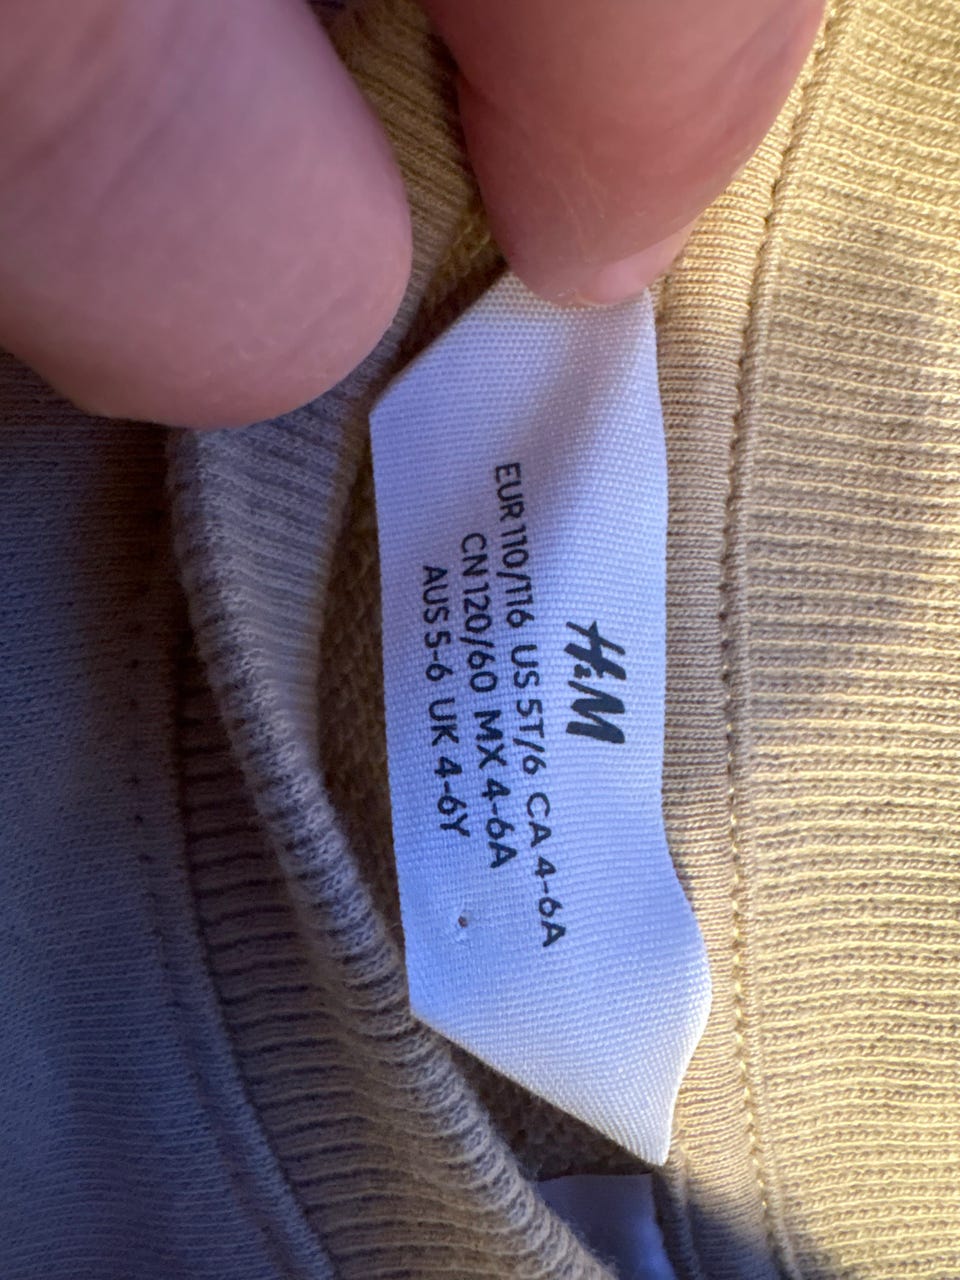 H&M
EUR 110/116 US 5T/6 CA 4-6A
CN 120/60 MX 4-6A
AUS 5-6 UK 4-6Y